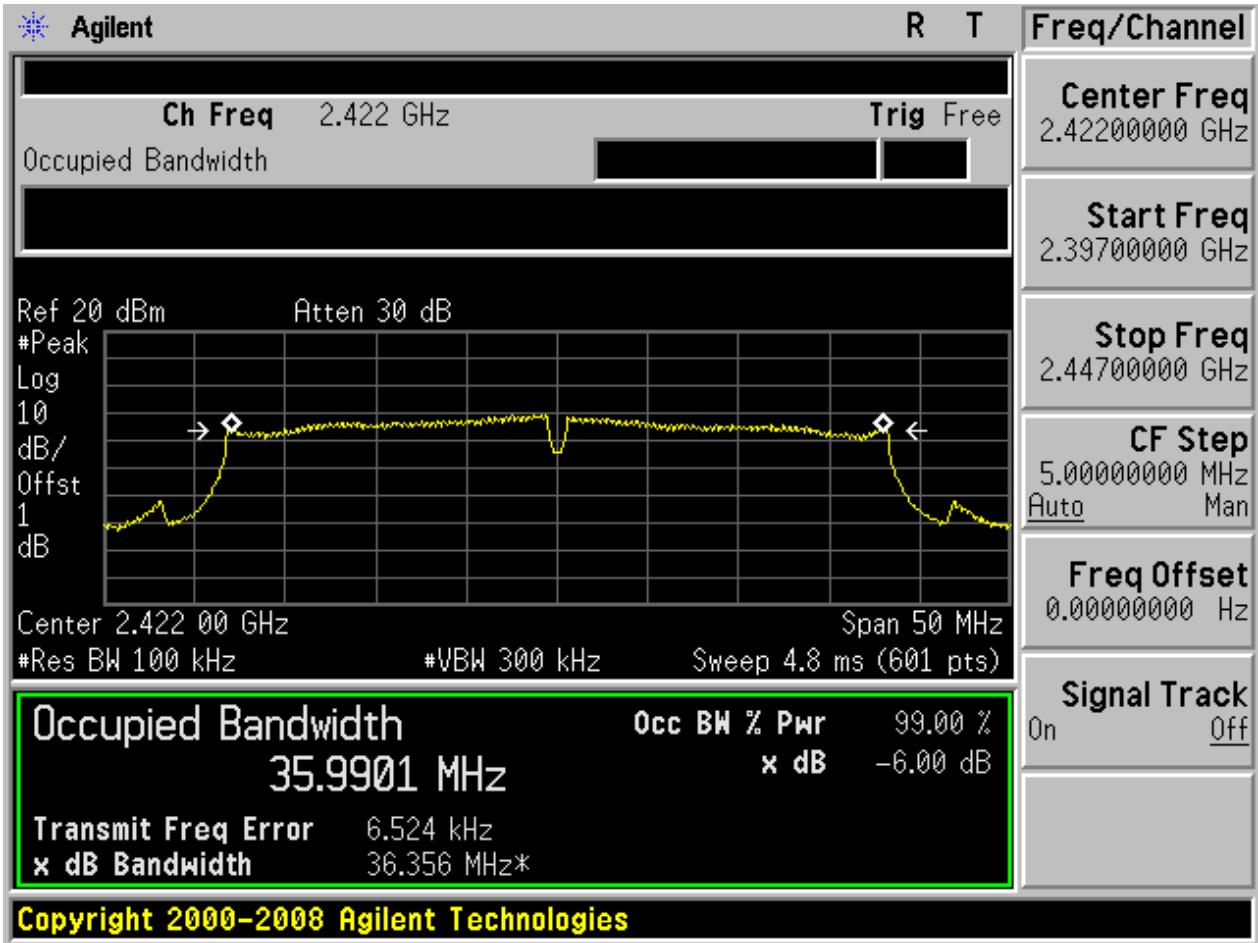 Agilent R T Freq/Channel
Ch Freq 2.422 GHz Trig Free
Occupied Bandwidth
Center Freq
2.42200000 GHz
Start Freq
2.39700000 GHz
Stop Freq
2.44700000 GHz
CF Step
5.00000000 MHz
Auto Man
Freq Offset
0.00000000 Hz
Signal Track
On Off
Ref 20 dBm Atten 30 dB
#Peak
Log
10
dB/
Offst
1
dB
Center 2.422 00 GHz Span 50 MHz
#Res BW 100 kHz #VBW 300 kHz Sweep 4.8 ms (601 pts)
Occupied Bandwidth Occ BW % Pwr 99.00 %
35.9901 MHz x dB -6.00 dB
Transmit Freq Error 6.524 kHz
x dB Bandwidth 36.356 MHz*
Copyright 2000-2008 Agilent Technologies